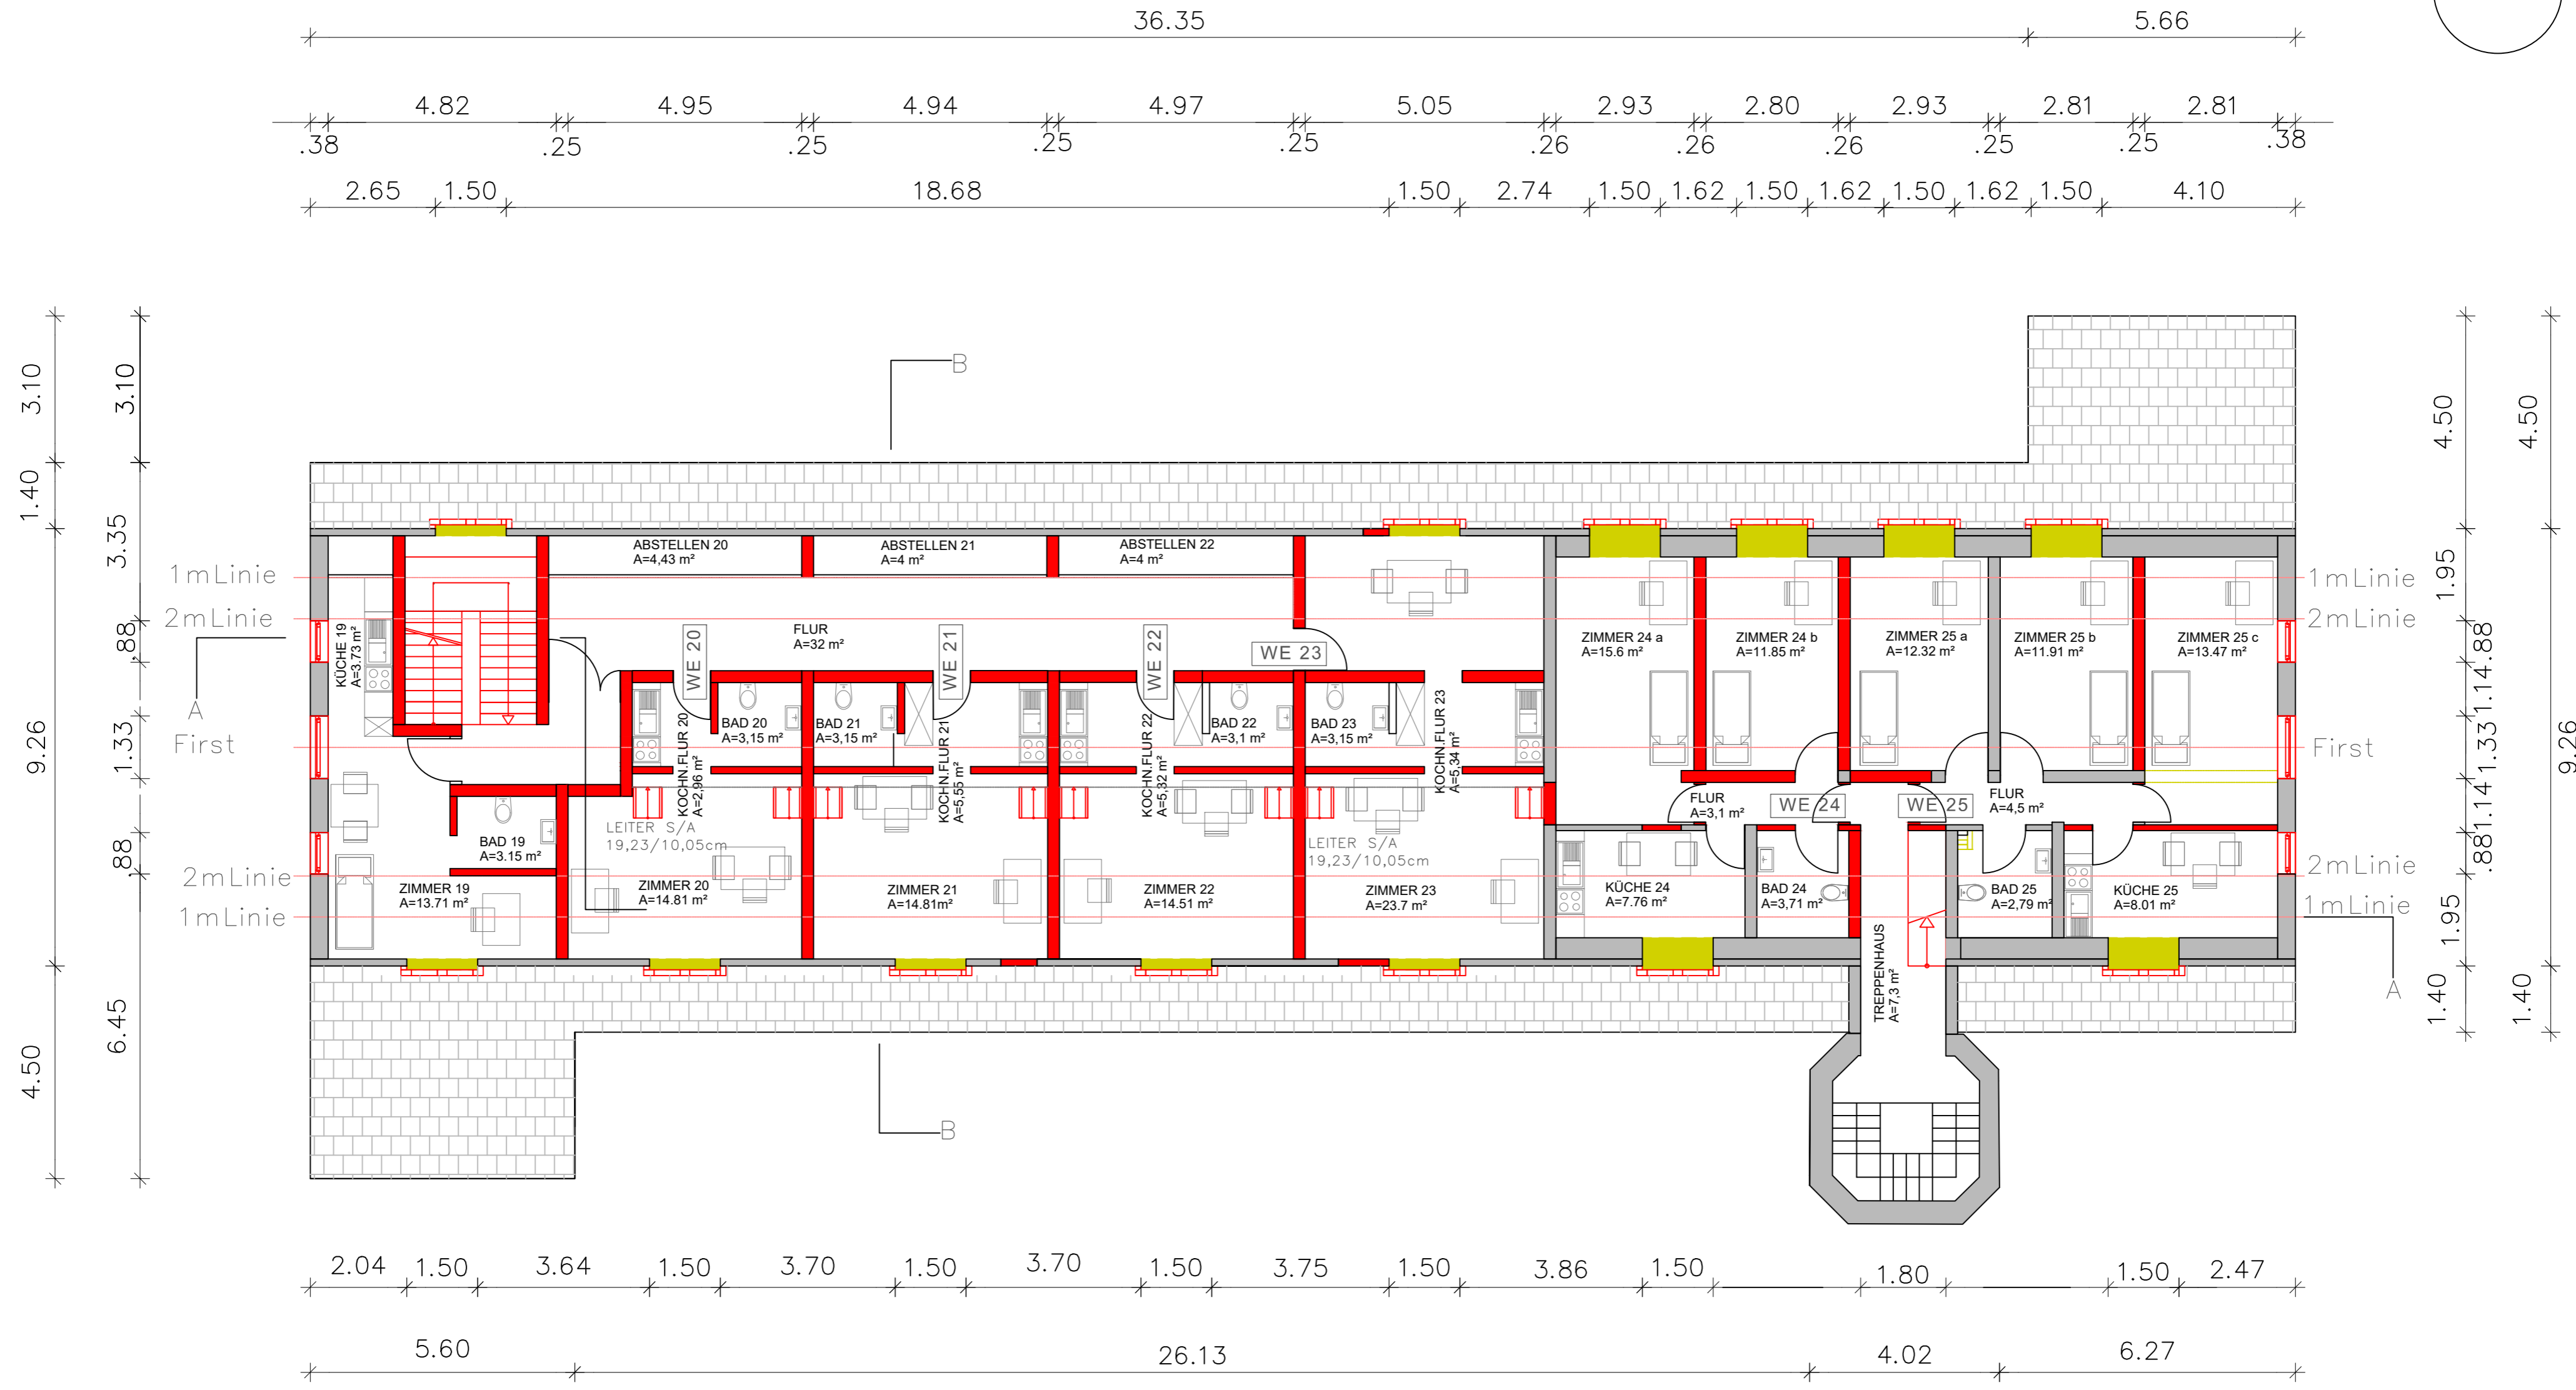 36.35 5.66
4.82 4.95 4.94 4.97 5.05 2.93 2.80 2.93 2.81 2.81
.38 .25 .25 .25 .25 .26 .26 .26 .25 .25 .38
2.65 1.50 18.68 1.50 2.74 1.50 1.62 1.50 1.62 1.50 1.62 1.50 4.10
3.10
1.40
9.26
4.50
3.10
3.35
.88
1.33
.88
6.45
B
1mLinie
2mLinie
A
First
2mLinie
1mLinie
ABSTELLEN 20
A=4,43 m²
ABSTELLEN 21
A=4 m²
ABSTELLEN 22
A=4 m²
KÜCHE 19
A=3.73 m²
FLUR
A=32 m²
WE 20
WE 21
WE 22
WE 23
ZIMMER 24 a
A=15.6 m²
ZIMMER 24 b
A=11.85 m²
ZIMMER 25 a
A=12.32 m²
ZIMMER 25 b
A=11.91 m²
ZIMMER 25 c
A=13.47 m²
KOCHN.FLUR 20
A=2,96 m²
BAD 20
A=3,15 m²
BAD 21
A=3,15 m²
KOCHN.FLUR 21
A=5,55 m²
KOCHN.FLUR 22
A=5,32 m²
BAD 22
A=3,1 m²
BAD 23
A=3,15 m²
KOCHN.FLUR 23
A=5,34 m²
FLUR
A=3,1 m²
WE 24
WE 25
FLUR
A=4,5 m²
LEITER S/A
19,23/10,05cm
LEITER S/A
19,23/10,05cm
BAD 19
A=3.15 m²
ZIMMER 19
A=13.71 m²
ZIMMER 20
A=14.81 m²
ZIMMER 21
A=14.81m²
ZIMMER 22
A=14.51 m²
ZIMMER 23
A=23.7 m²
KÜCHE 24
A=7.76 m²
BAD 24
A=3,71 m²
BAD 25
A=2,79 m²
KÜCHE 25
A=8.01 m²
TREPPENHAUS
A=7,3 m²
1mLinie
2mLinie
First
2mLinie
1mLinie
A
B
4.50
1.95
.88
1.14
1.33
1.14
.88
1.95
1.40
4.50
9.26
1.40
2.04 1.50 3.64 1.50 3.70 1.50 3.70 1.50 3.75 1.50 3.86 1.50 1.80 1.50 2.47
5.60 26.13 4.02 6.27